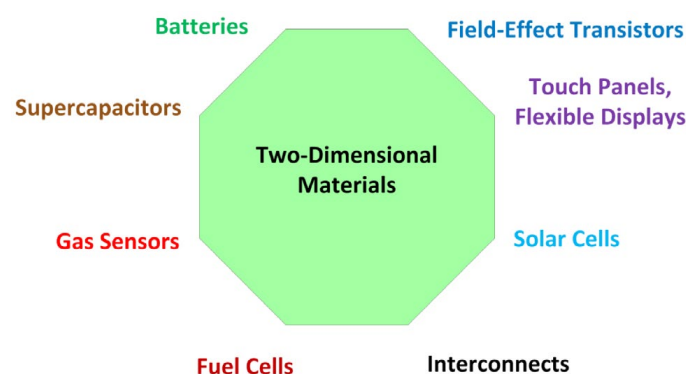 Batteries
Field-Effect Transistors
Supercapacitors
Touch Panels,
Flexible Displays
Two-Dimensional
Materials
Gas Sensors
Solar Cells
Fuel Cells
Interconnects